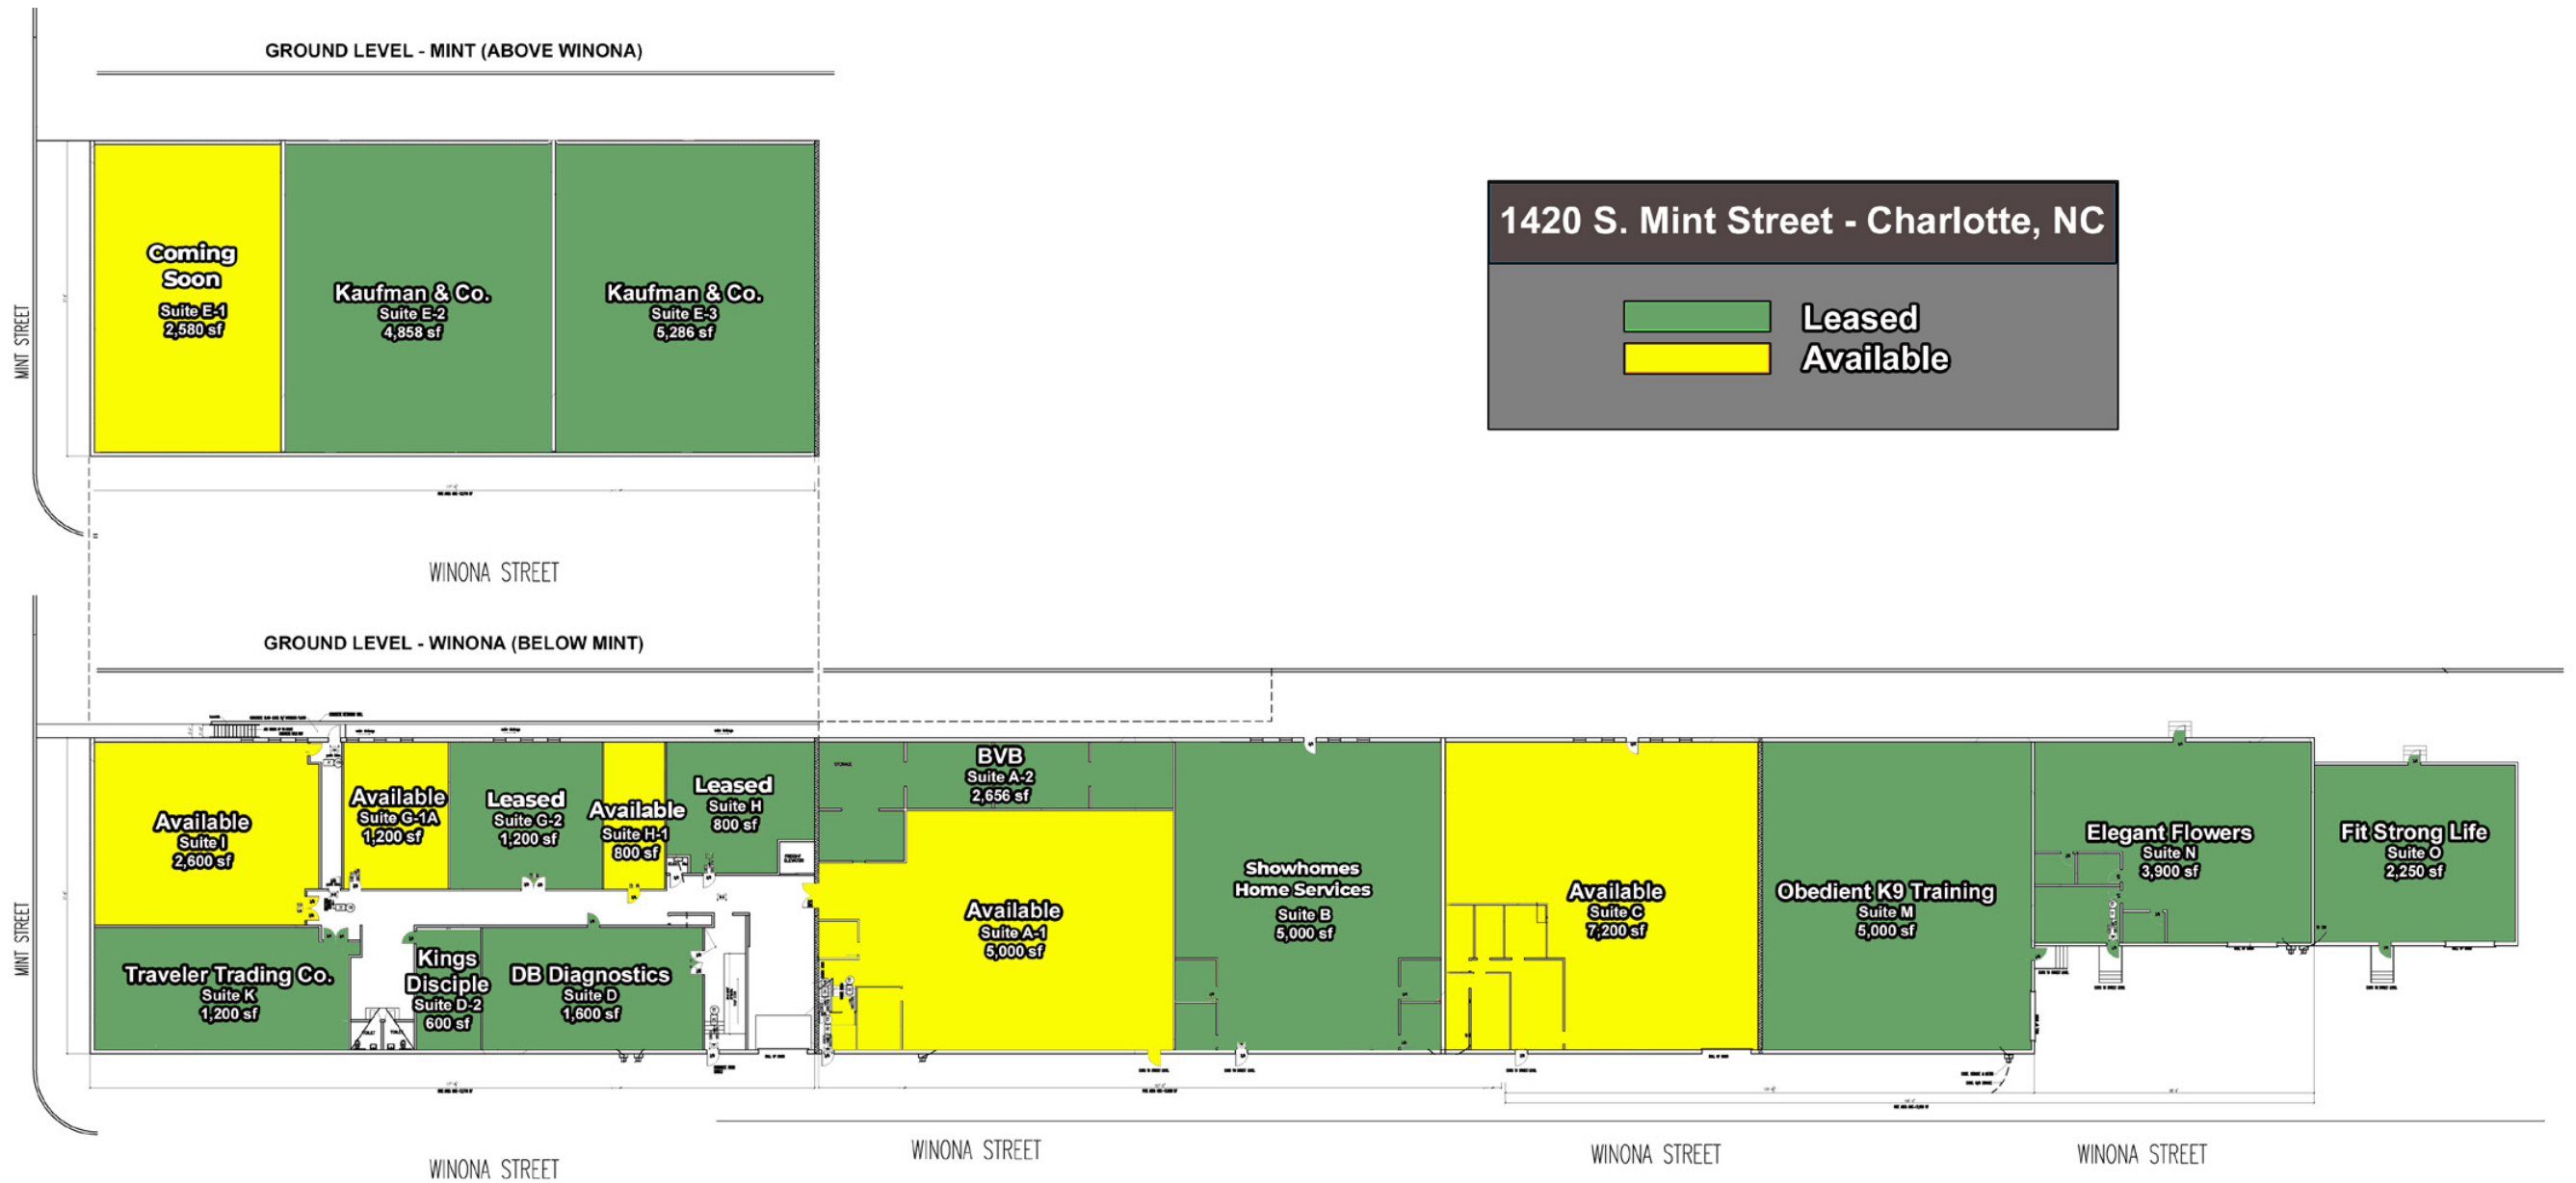 GROUND LEVEL - MINT (ABOVE WINONA)
1420 S. Mint Street - Charlotte, NC
Leased
Available
Coming
Soon
Suite E-1
2,580 sf
Kaufman & Co.
Suite E-2
4,858 sf
Kaufman & Co.
Suite E-3
5,286 sf
MINT STREET
WINONA STREET
GROUND LEVEL - WINONA (BELOW MINT)
Available
Suite I
2,600 sf
Available
Suite G-1A
1,200 sf
Leased
Suite G-2
1,200 sf
Available
Suite H-1
800 sf
Leased
Suite H
800 sf
FREIGHT
ELEVATOR
STORAGE
BVB
Suite A-2
2,656 sf
Available
Suite A-1
5,000 sf
Showhomes
Home Services
Suite B
5,000 sf
Available
Suite C
7,200 sf
Obedient K9 Training
Suite M
5,000 sf
Elegant Flowers
Suite N
3,900 sf
Fit Strong Life
Suite O
2,250 sf
Traveler Trading Co.
Suite K
1,200 sf
TOILET
TOILET
Kings
Disciple
Suite D-2
600 sf
DB Diagnostics
Suite D
1,600 sf
MINT STREET
WINONA STREET
WINONA STREET
WINONA STREET
WINONA STREET